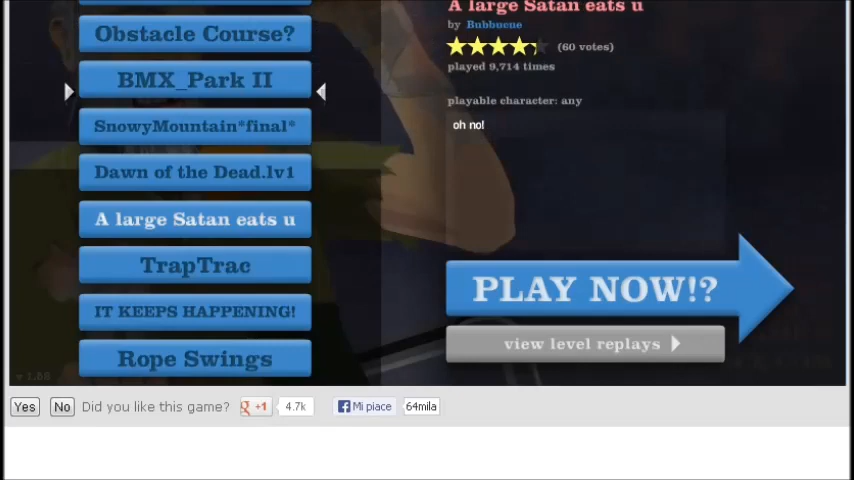 Obstacle Course?
BMX_Park II
SnowyMountain*final*
Dawn of the Dead.lv1
A large Satan eats u
TrapTrac
IT KEEPS HAPPENING!
Rope Swings
v 1.80
A large Satan eats u
by Bubbucne
(60 votes)
played 9,714 times
playable character: any
oh no!
PLAY NOW!?
view level replays
Yes No Did you like this game? g +1 4.7k f Mi piace 64mila